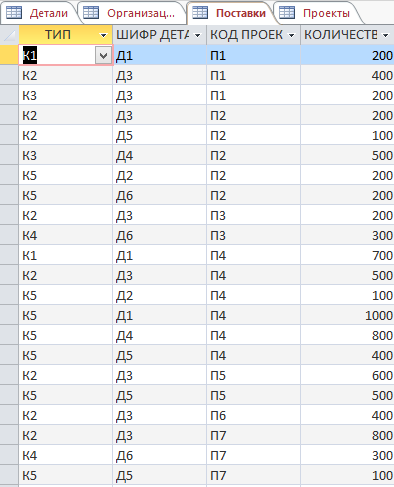 Детали Организац... Поставки Проекты
ТИП ШИФР ДЕТА КОД ПРОЕК КОЛИЧЕСТВ
К1 Д1 П1 200
К2 Д3 П1 400
К3 Д3 П1 200
К2 Д3 П2 200
К2 Д5 П2 100
К3 Д4 П2 500
К5 Д2 П2 200
К5 Д6 П2 200
К2 Д3 П3 200
К4 Д6 П3 300
К1 Д1 П4 700
К2 Д3 П4 500
К5 Д2 П4 100
К5 Д1 П4 1000
К5 Д4 П4 800
К5 Д5 П4 400
К2 Д3 П5 600
К5 Д5 П5 500
К2 Д3 П6 400
К2 Д3 П7 800
К4 Д6 П7 300
К5 Д5 П7 100